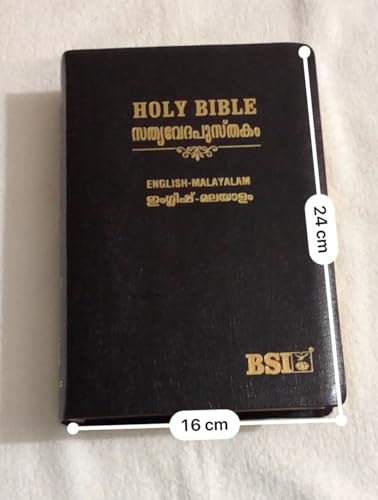 HOLY BIBLE
സത്യവേദപുസ്തകം
ENGLISH-MALAYALAM
ഇംഗ്ലീഷ്-മലയാളം
24 cm
BSI
16 cm